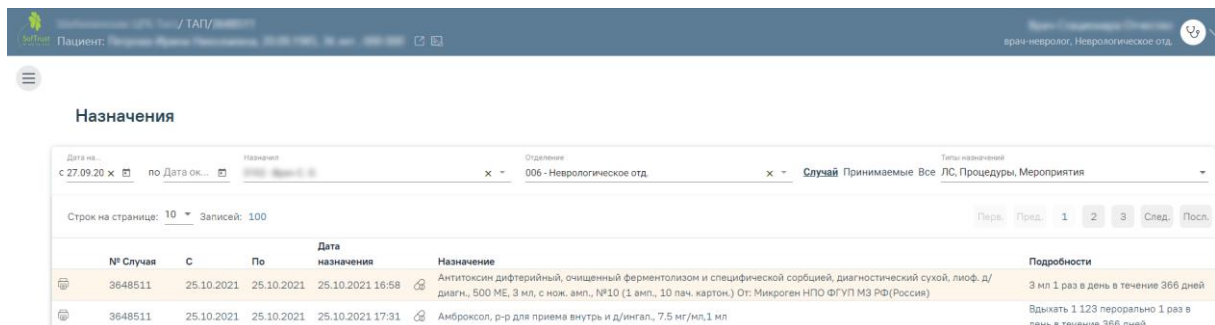 SofTrust
/ ТАП/
Пациент:
врач-невролог, Неврологическое отд.
Назначения
Дата на...
Назначил
Отделение
Типы назначений
с 27.09.20 x по Дата ок...
x 006 - Неврологическое отд. x Случай Принимаемые Все ЛС, Процедуры, Мероприятия
Строк на странице: 10 Записей: 100 Перв. Пред. 1 2 3 След. Посл.
№ Случая С По Дата назначения Назначение Подробности
3648511 25.10.2021 25.10.2021 25.10.2021 16:58 Антитоксин дифтерийный, очищенный ферментолизом и специфической сорбцией, диагностический сухой, лиоф. д/
диагн., 500 МЕ, 3 мл, с нож. амп., №10 (1 амп., 10 пач. картон.) От: Микроген НПО ФГУП МЗ РФ(Россия)
3 мл 1 раз в день в течение 366 дней
3648511 25.10.2021 25.10.2021 25.10.2021 17:31 Амброксол, р-р для приема внутрь и д/ингал., 7.5 мг/мл,1 мл
Вдыхать 1 123 перорально 1 раз в
день в течение 366 дней